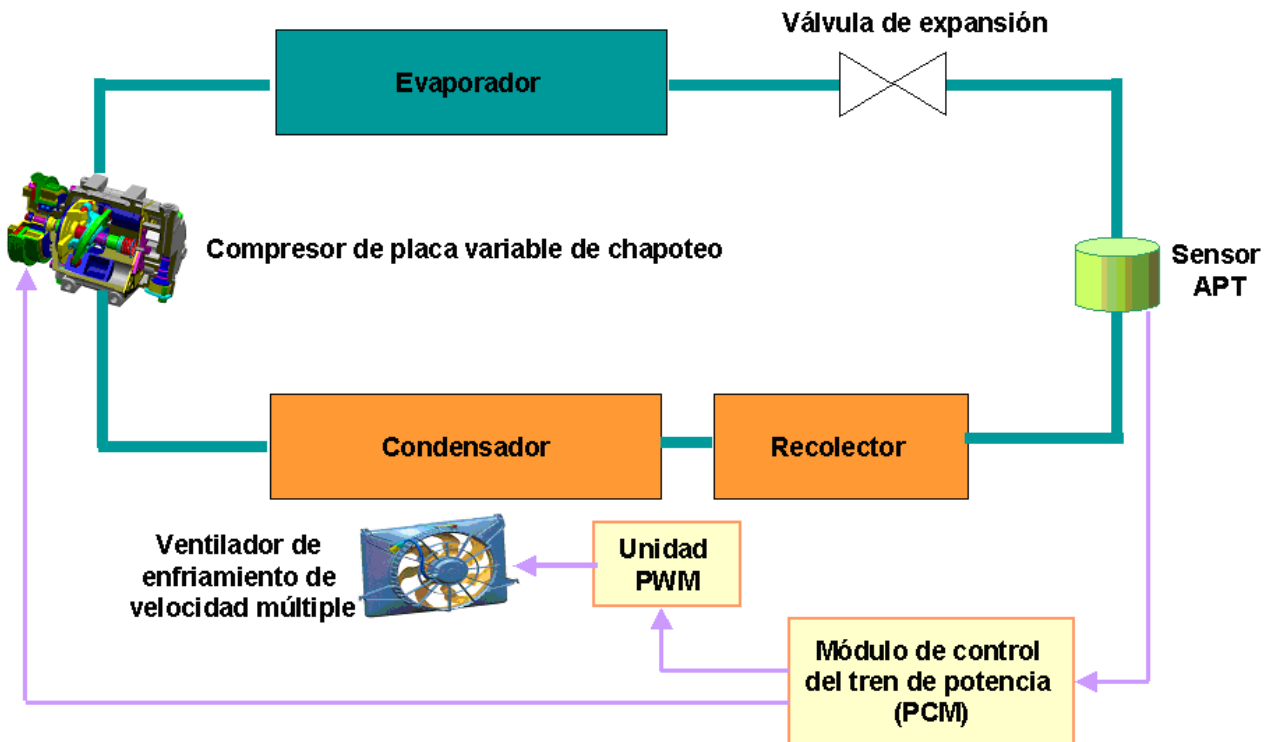 Válvula de expansión
Evaporador
Compresor de placa variable de chapoteo
Sensor
APT
Condensador
Recolector
Ventilador de
enfriamiento de
velocidad múltiple
Unidad
PWM
Módulo de control
del tren de potencia
(PCM)